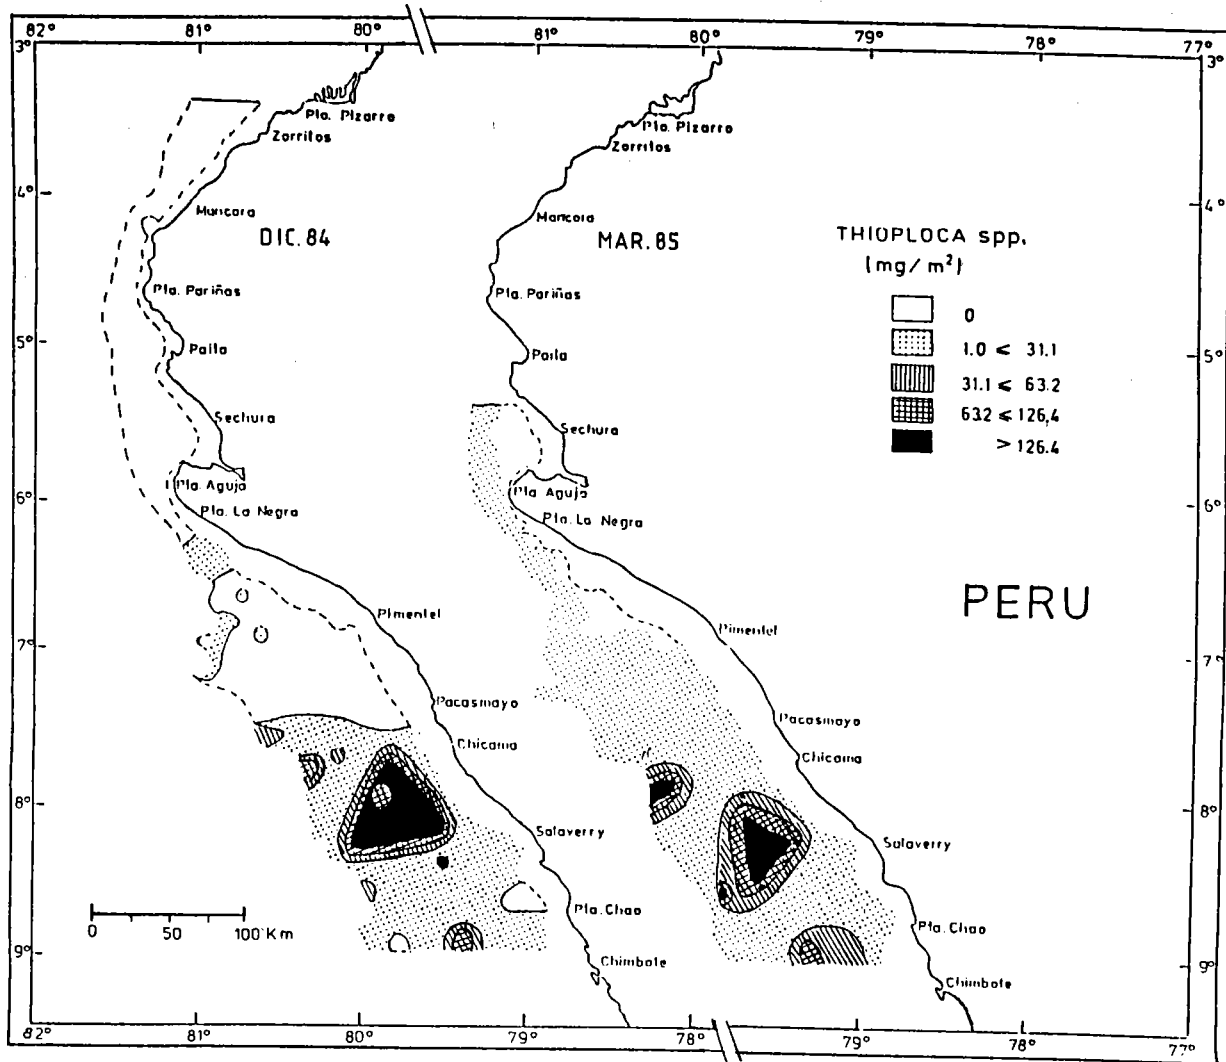 82° 81° 80° 81° 80° 79° 78° 77°
3° 3°
Pta. Pizarro Pta. Pizarro
Zorritos Zorritos
4° 4°
Muncora Mancora
DIC. 84 MAR. 85
THIOPLOCA spp.
(mg/m²)
0
1.0 ≤ 31.1
31.1 ≤ 63.2
63.2 ≤ 126,4
> 126.4
Pta. Pariñas Pta. Pariñas
5° 5°
Paita Paita
Sechura Sechura
Pta. Aguja Pta. Aguja
6° 6°
Pta. La Negra Pta. La Negra
PERU
Pimentel Pimentel
7° 7°
Pacasmayo Pacasmayo
Chicama Chicama
8° 8°
Salaverry Salaverry
Pta. Chao Pta. Chao
0 50 100 Km
9° 9°
Chimbote Chimbote
82° 81° 80° 79° 78° 80° 79° 78° 77°